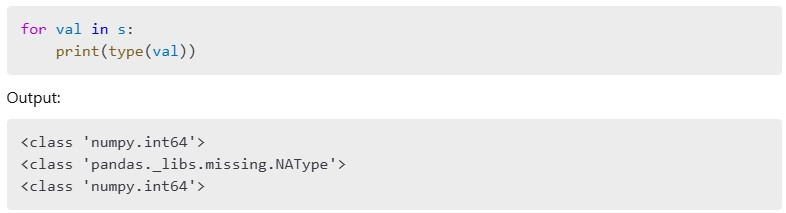 for val in s:
    print(type(val))
Output:
<class 'numpy.int64'>
<class 'pandas._libs.missing.NAType'>
<class 'numpy.int64'>